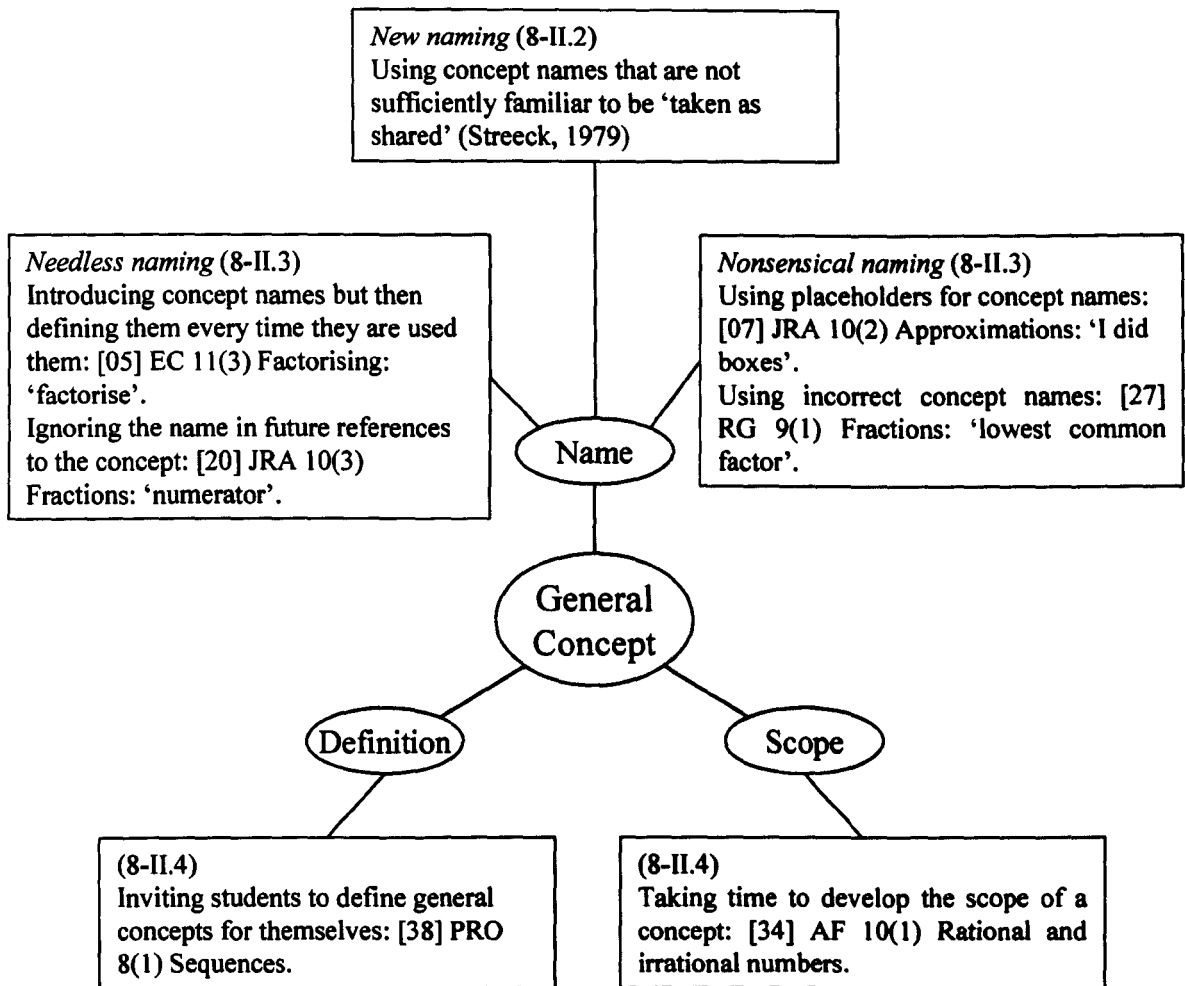 New naming (8-II.2)
Using concept names that are not
sufficiently familiar to be ‘taken as
shared’ (Streeck, 1979)
Needless naming (8-II.3)
Introducing concept names but then
defining them every time they are used
them: [05] EC 11(3) Factorising:
‘factorise’.
Ignoring the name in future references
to the concept: [20] JRA 10(3)
Fractions: ‘numerator’.
Nonsensical naming (8-II.3)
Using placeholders for concept names:
[07] JRA 10(2) Approximations: ‘I did
boxes’.
Using incorrect concept names: [27]
RG 9(1) Fractions: ‘lowest common
factor’.
Name
General
Concept
Definition
Scope
(8-II.4)
Inviting students to define general
concepts for themselves: [38] PRO
8(1) Sequences.
(8-II.4)
Taking time to develop the scope of a
concept: [34] AF 10(1) Rational and
irrational numbers.